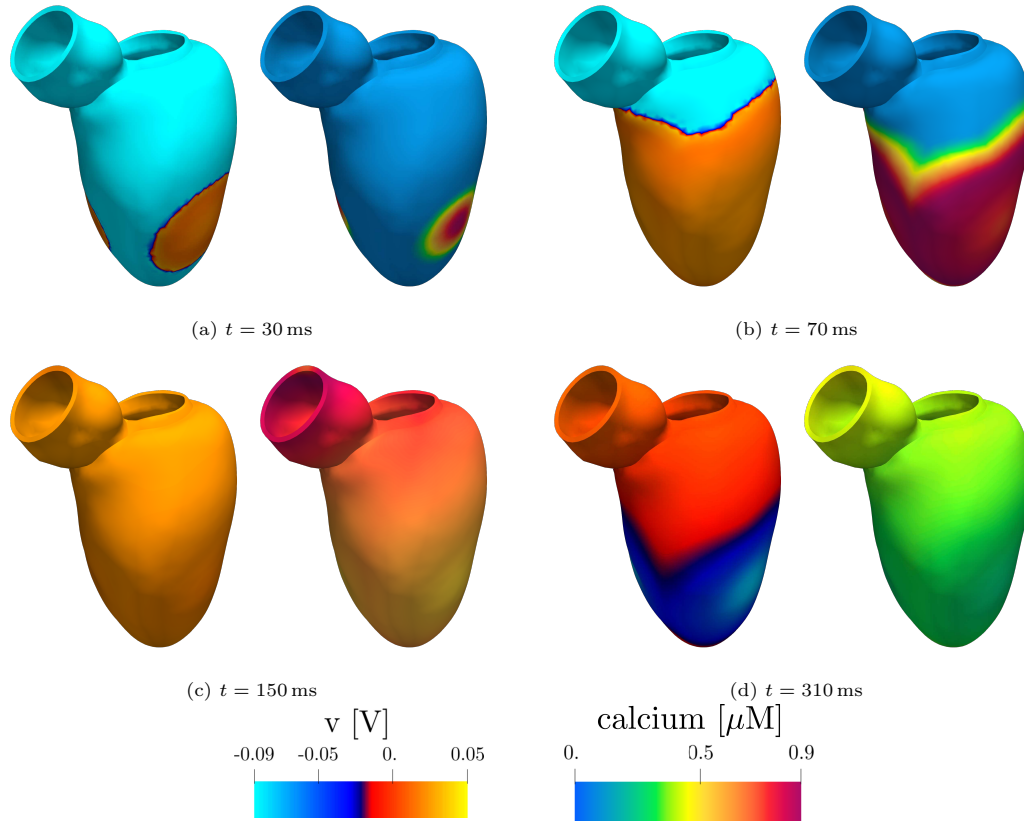 (a) t = 30 ms
(b) t = 70 ms
(c) t = 150 ms
(d) t = 310 ms
v [V]
-0.09 -0.05 0. 0.05
calcium [μM]
0. 0.5 0.9